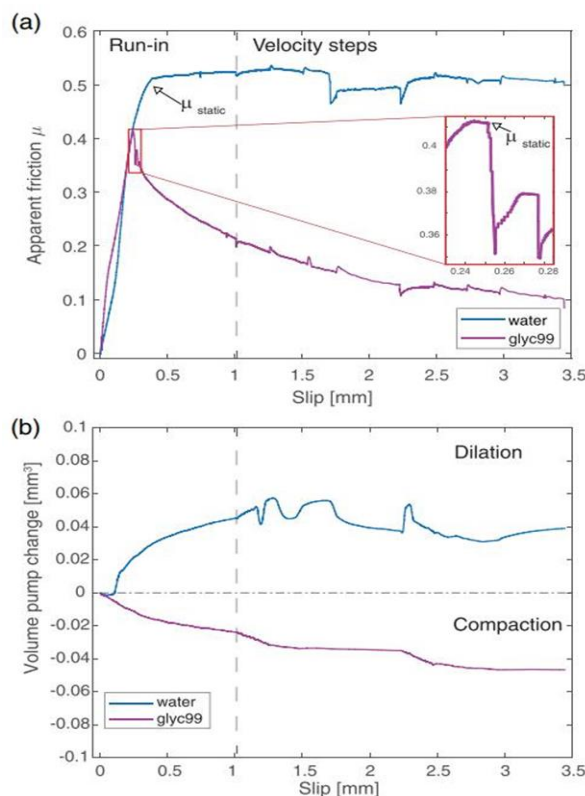 (a)
0.6
0.5
0.4
0.3
0.2
0.1
0
Apparent friction μ
Run-in
Velocity steps
μ static
μ static
0.4
0.38
0.36
0.24
0.26
0.28
water
glyc99
0
0.5
1
1.5
2
2.5
3
3.5
Slip [mm]
(b)
0.1
0.08
0.06
0.04
0.02
0
-0.02
-0.04
-0.06
-0.08
-0.1
Volume pump change [mm³]
Dilation
Compaction
water
glyc99
0
0.5
1
1.5
2
2.5
3
3.5
Slip [mm]